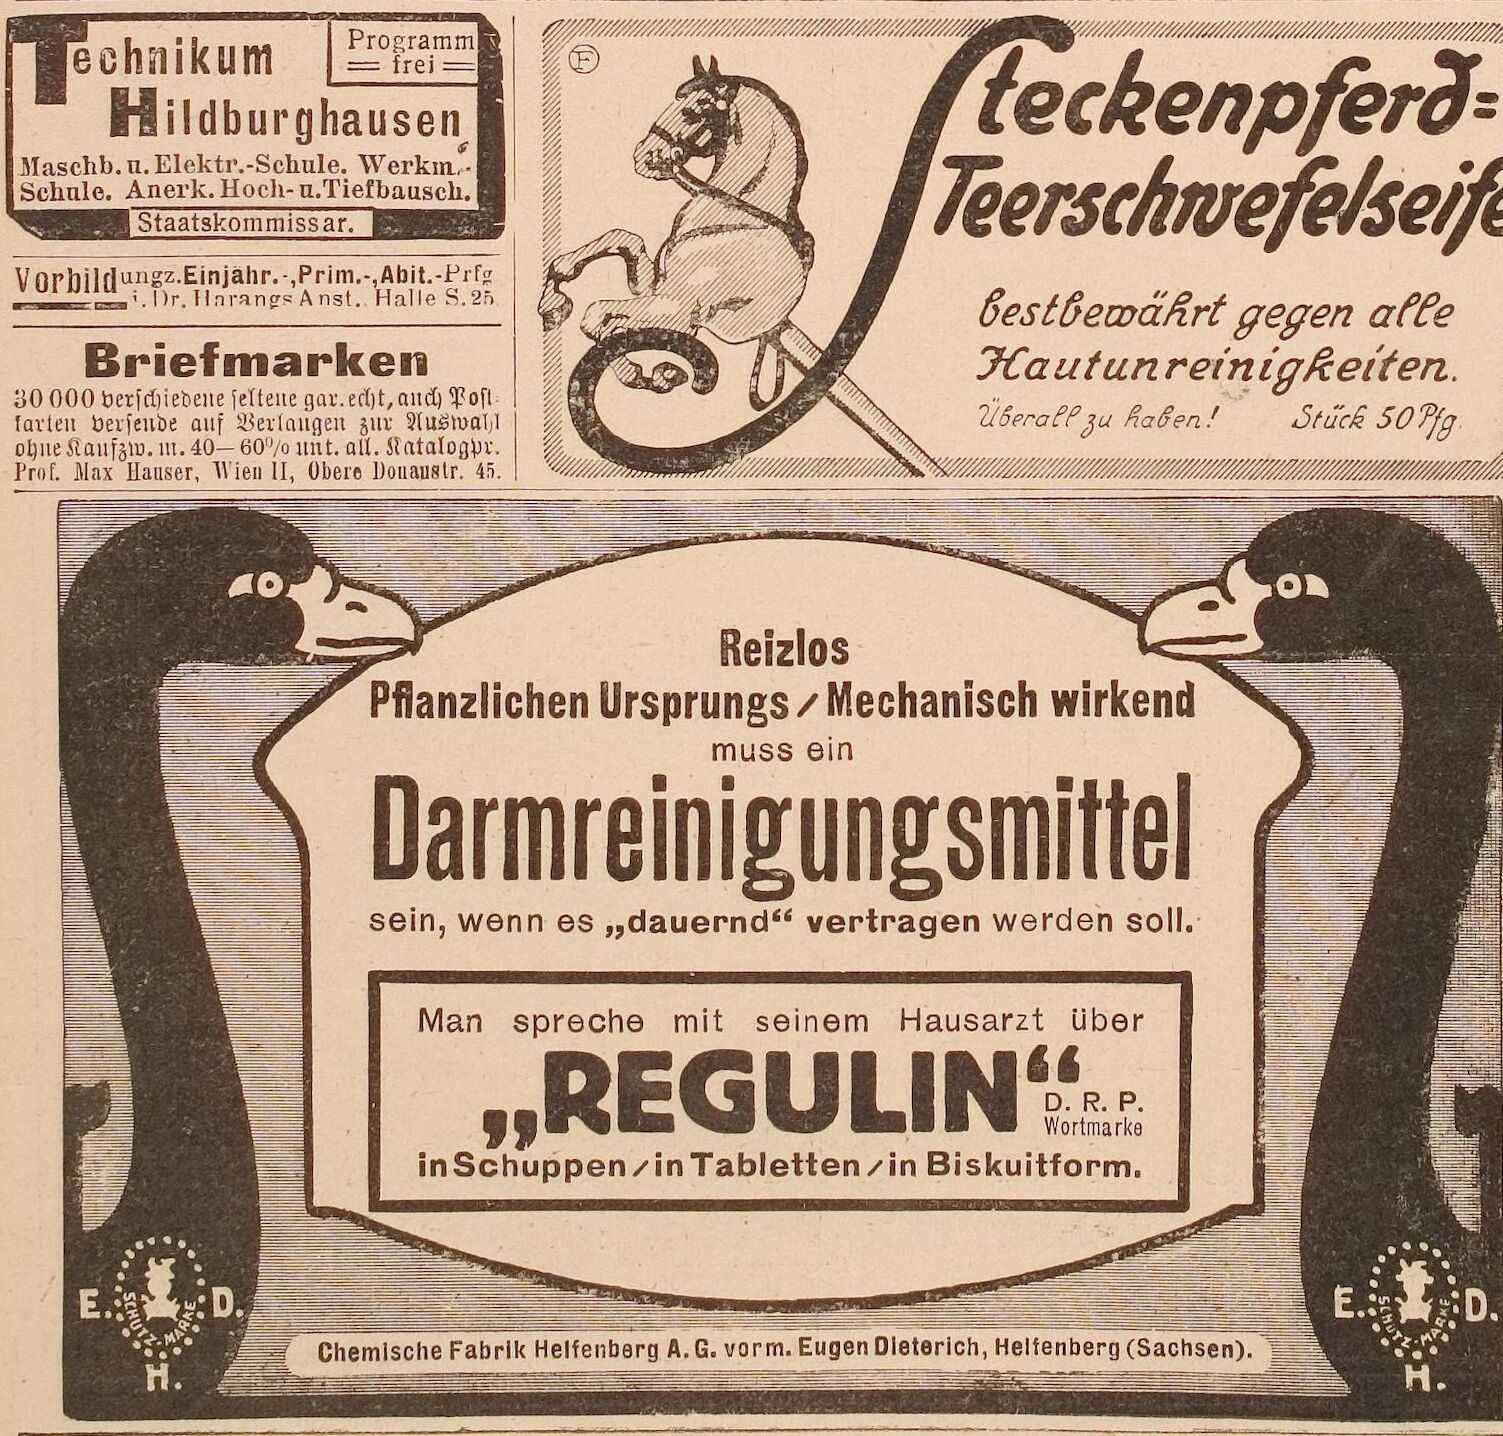 Technikum
Programm
frei
Hildburghausen
Maschb. u. Elektr.-Schule. Werkm.-
Schule. Anerk. Hoch- u. Tiefbausch.
Staatskommissar.
Vorbildungz. Einjähr.-, Prim.-, Abit.-Prfg
i. Dr. Harangs Anst., Halle S. 25
Briefmarken
30 000 verschiedene seltene gar. echt, auch Post-
karten versende auf Verlangen zur Auswahl
ohne Kaufzw. m. 40—60% unt. all. Katalogpr.
Prof. Max Hauser, Wien II, Obere Donaustr. 45.
F
Steckenpferd=
Teerschwefelseife
bestbewährt gegen alle
Hautunreinigkeiten.
Überall zu haben! Stück 50 Pfg.
Reizlos
Pflanzlichen Ursprungs / Mechanisch wirkend
muss ein
Darmreinigungsmittel
sein, wenn es „dauernd“ vertragen werden soll.
Man spreche mit seinem Hausarzt über
„REGULIN“
D. R. P.
Wortmarke
in Schuppen / in Tabletten / in Biskuitform.
E. D.
SCHUTZ-MARKE
H.
E. D.
SCHUTZ-MARKE
H.
Chemische Fabrik Helfenberg A. G. vorm. Eugen Dieterich, Helfenberg (Sachsen).